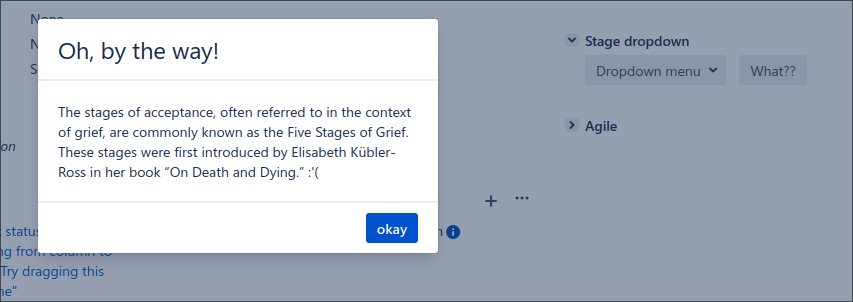 None
Oh, by the way!
The stages of acceptance, often referred to in the context
of grief, are commonly known as the Five Stages of Grief.
These stages were first introduced by Elisabeth Kübler-
Ross in her book “On Death and Dying.” :'(
okay
Stage dropdown
Dropdown menu
What??
Agile
on
status
ng from column to
Try dragging this
ne"